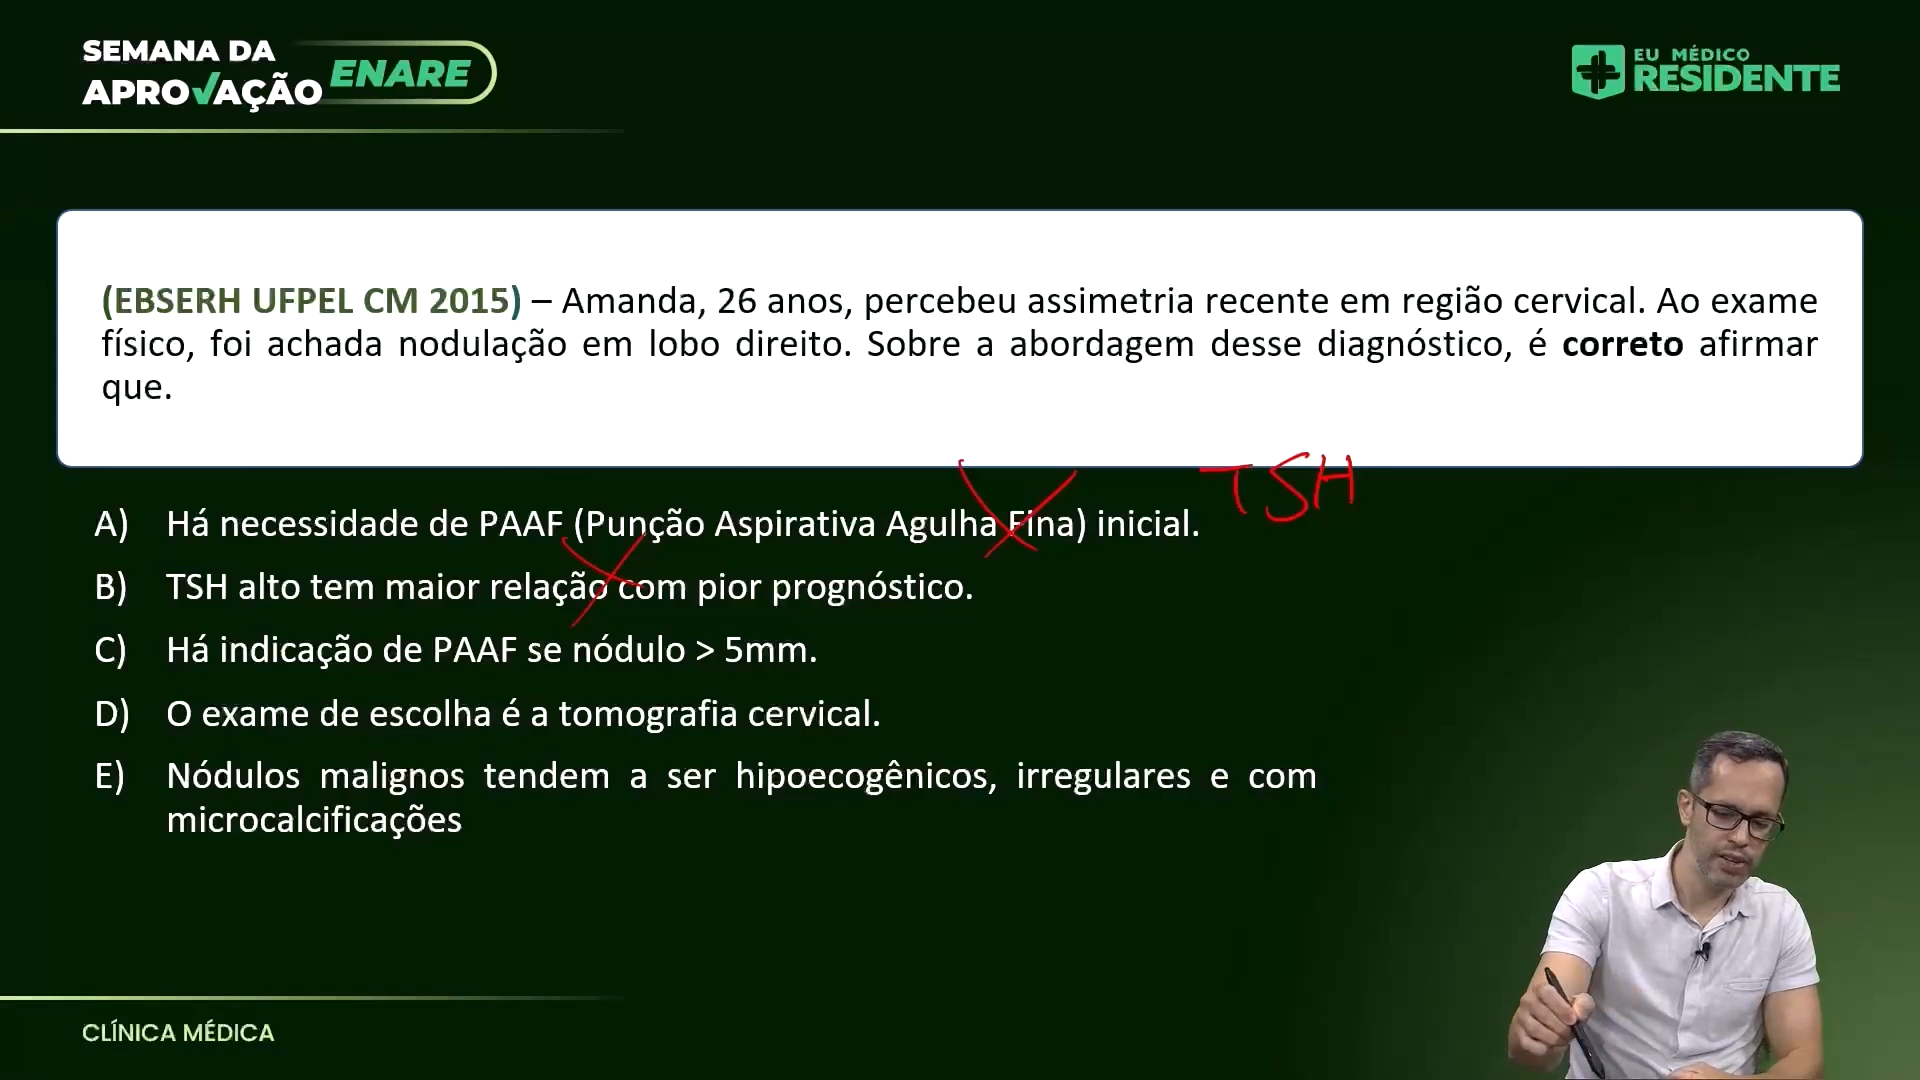 SEMANA DA
APROVAÇÃO ENARE
EU MÉDICO
RESIDENTE
(EBSERH UFPEL CM 2015) – Amanda, 26 anos, percebeu assimetria recente em região cervical. Ao exame
físico, foi achada nodulação em lobo direito. Sobre a abordagem desse diagnóstico, é correto afirmar
que.
TSH
A) Há necessidade de PAAF (Punção Aspirativa Agulha Fina) inicial.
B) TSH alto tem maior relação com pior prognóstico.
C) Há indicação de PAAF se nódulo > 5mm.
D) O exame de escolha é a tomografia cervical.
E) Nódulos malignos tendem a ser hipoecogênicos, irregulares e com
microcalcificações
CLÍNICA MÉDICA